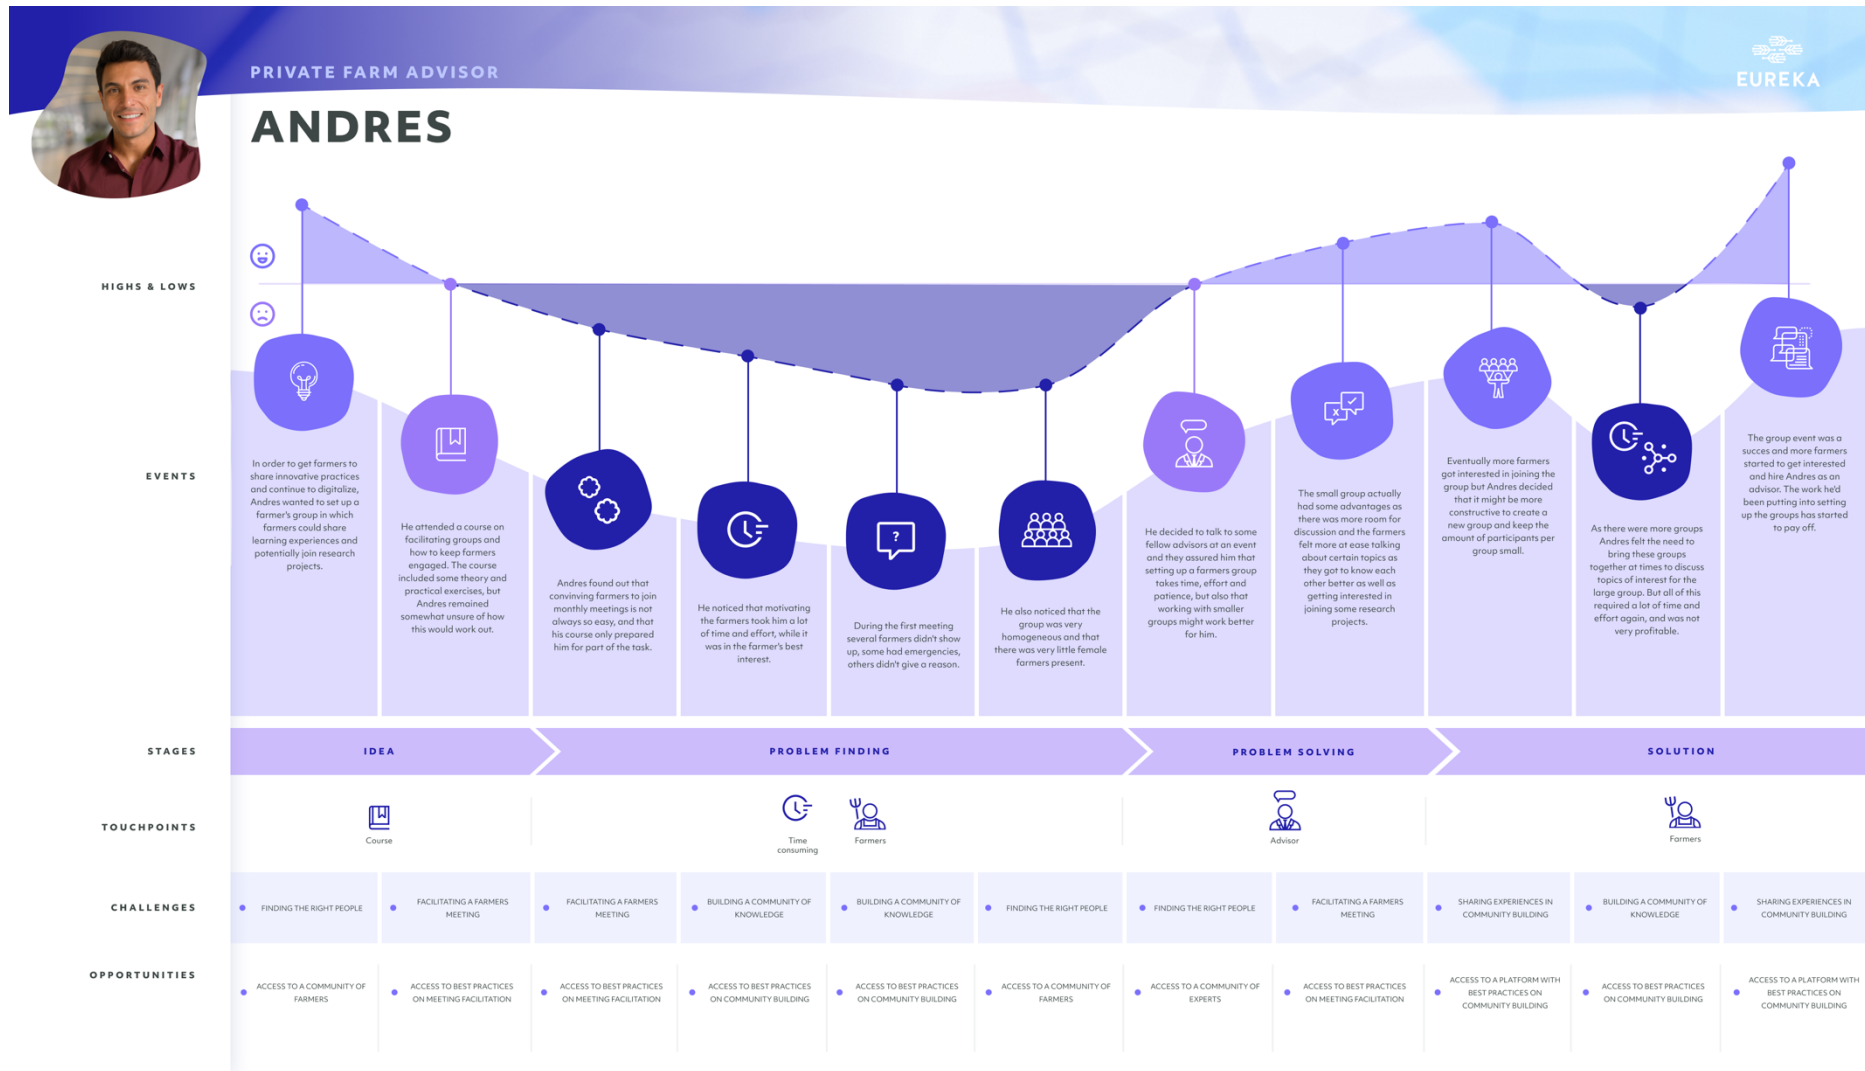 PRIVATE FARM ADVISOR
EUREKA
ANDRES
HIGHS & LOWS
EVENTS
In order to get farmers to
share innovative practices
and continue to digitalize,
Andres wanted to set up a
farmer's group in which
farmers could share
learning experiences and
potentially join research
projects.
He attended a course on
facilitating groups and
how to keep farmers
engaged. The course
included some theory and
practical exercises, but
Andres remained
somewhat unsure of how
this would work out.
Andres found out that
convinving farmers to join
monthly meetings is not
always so easy, and that
his course only prepared
him for part of the task.
He noticed that motivating
the farmers took him a lot
of time and effort, while it
was in the farmer's best
interest.
?
During the first meeting
several farmers didn't show
up, some had emergencies,
others didn't give a reason.
He also noticed that the
group was very
homogeneous and that
there was very little female
farmers present.
He decided to talk to some
fellow advisors at an event
and they assured him that
setting up a farmers group
takes time, effort and
patience, but also that
working with smaller
groups might work better
for him.
x
The small group actually
had some advantages as
there was more room for
discussion and the farmers
felt more at ease talking
about certain topics as
they got to know each
other better as well as
getting interested in
joining some research
projects.
Eventually more farmers
got interested in joining the
group but Andres decided
that it might be more
constructive to create a
new group and keep the
amount of participants per
group small.
As there were more groups
Andres felt the need to
bring these groups
together at times to discuss
topics of interest for the
large group. But all of this
required a lot of time and
effort again, and was not
very profitable.
The group event was a
succes and more farmers
started to get interested
and hire Andres as an
advisor. The work he'd
been putting into setting
up the groups has started
to pay off.
STAGES
IDEA
PROBLEM FINDING
PROBLEM SOLVING
SOLUTION
TOUCHPOINTS
Course
Time
consuming
Farmers
Advisor
Farmers
CHALLENGES
FINDING THE RIGHT PEOPLE
FACILITATING A FARMERS
MEETING
FACILITATING A FARMERS
MEETING
BUILDING A COMMUNITY OF
KNOWLEDGE
BUILDING A COMMUNITY OF
KNOWLEDGE
FINDING THE RIGHT PEOPLE
FINDING THE RIGHT PEOPLE
FACILITATING A FARMERS
MEETING
SHARING EXPERIENCES IN
COMMUNITY BUILDING
BUILDING A COMMUNITY OF
KNOWLEDGE
SHARING EXPERIENCES IN
COMMUNITY BUILDING
OPPORTUNITIES
ACCESS TO A COMMUNITY OF
FARMERS
ACCESS TO BEST PRACTICES
ON MEETING FACILITATION
ACCESS TO BEST PRACTICES
ON MEETING FACILITATION
ACCESS TO BEST PRACTICES
ON COMMUNITY BUILDING
ACCESS TO BEST PRACTICES
ON COMMUNITY BUILDING
ACCESS TO A COMMUNITY OF
FARMERS
ACCESS TO A COMMUNITY OF
EXPERTS
ACCESS TO BEST PRACTICES
ON MEETING FACILITATION
ACCESS TO A PLATFORM WITH
BEST PRACTICES ON
COMMUNITY BUILDING
ACCESS TO BEST PRACTICES
ON COMMUNITY BUILDING
ACCESS TO A PLATFORM WITH
BEST PRACTICES ON
COMMUNITY BUILDING